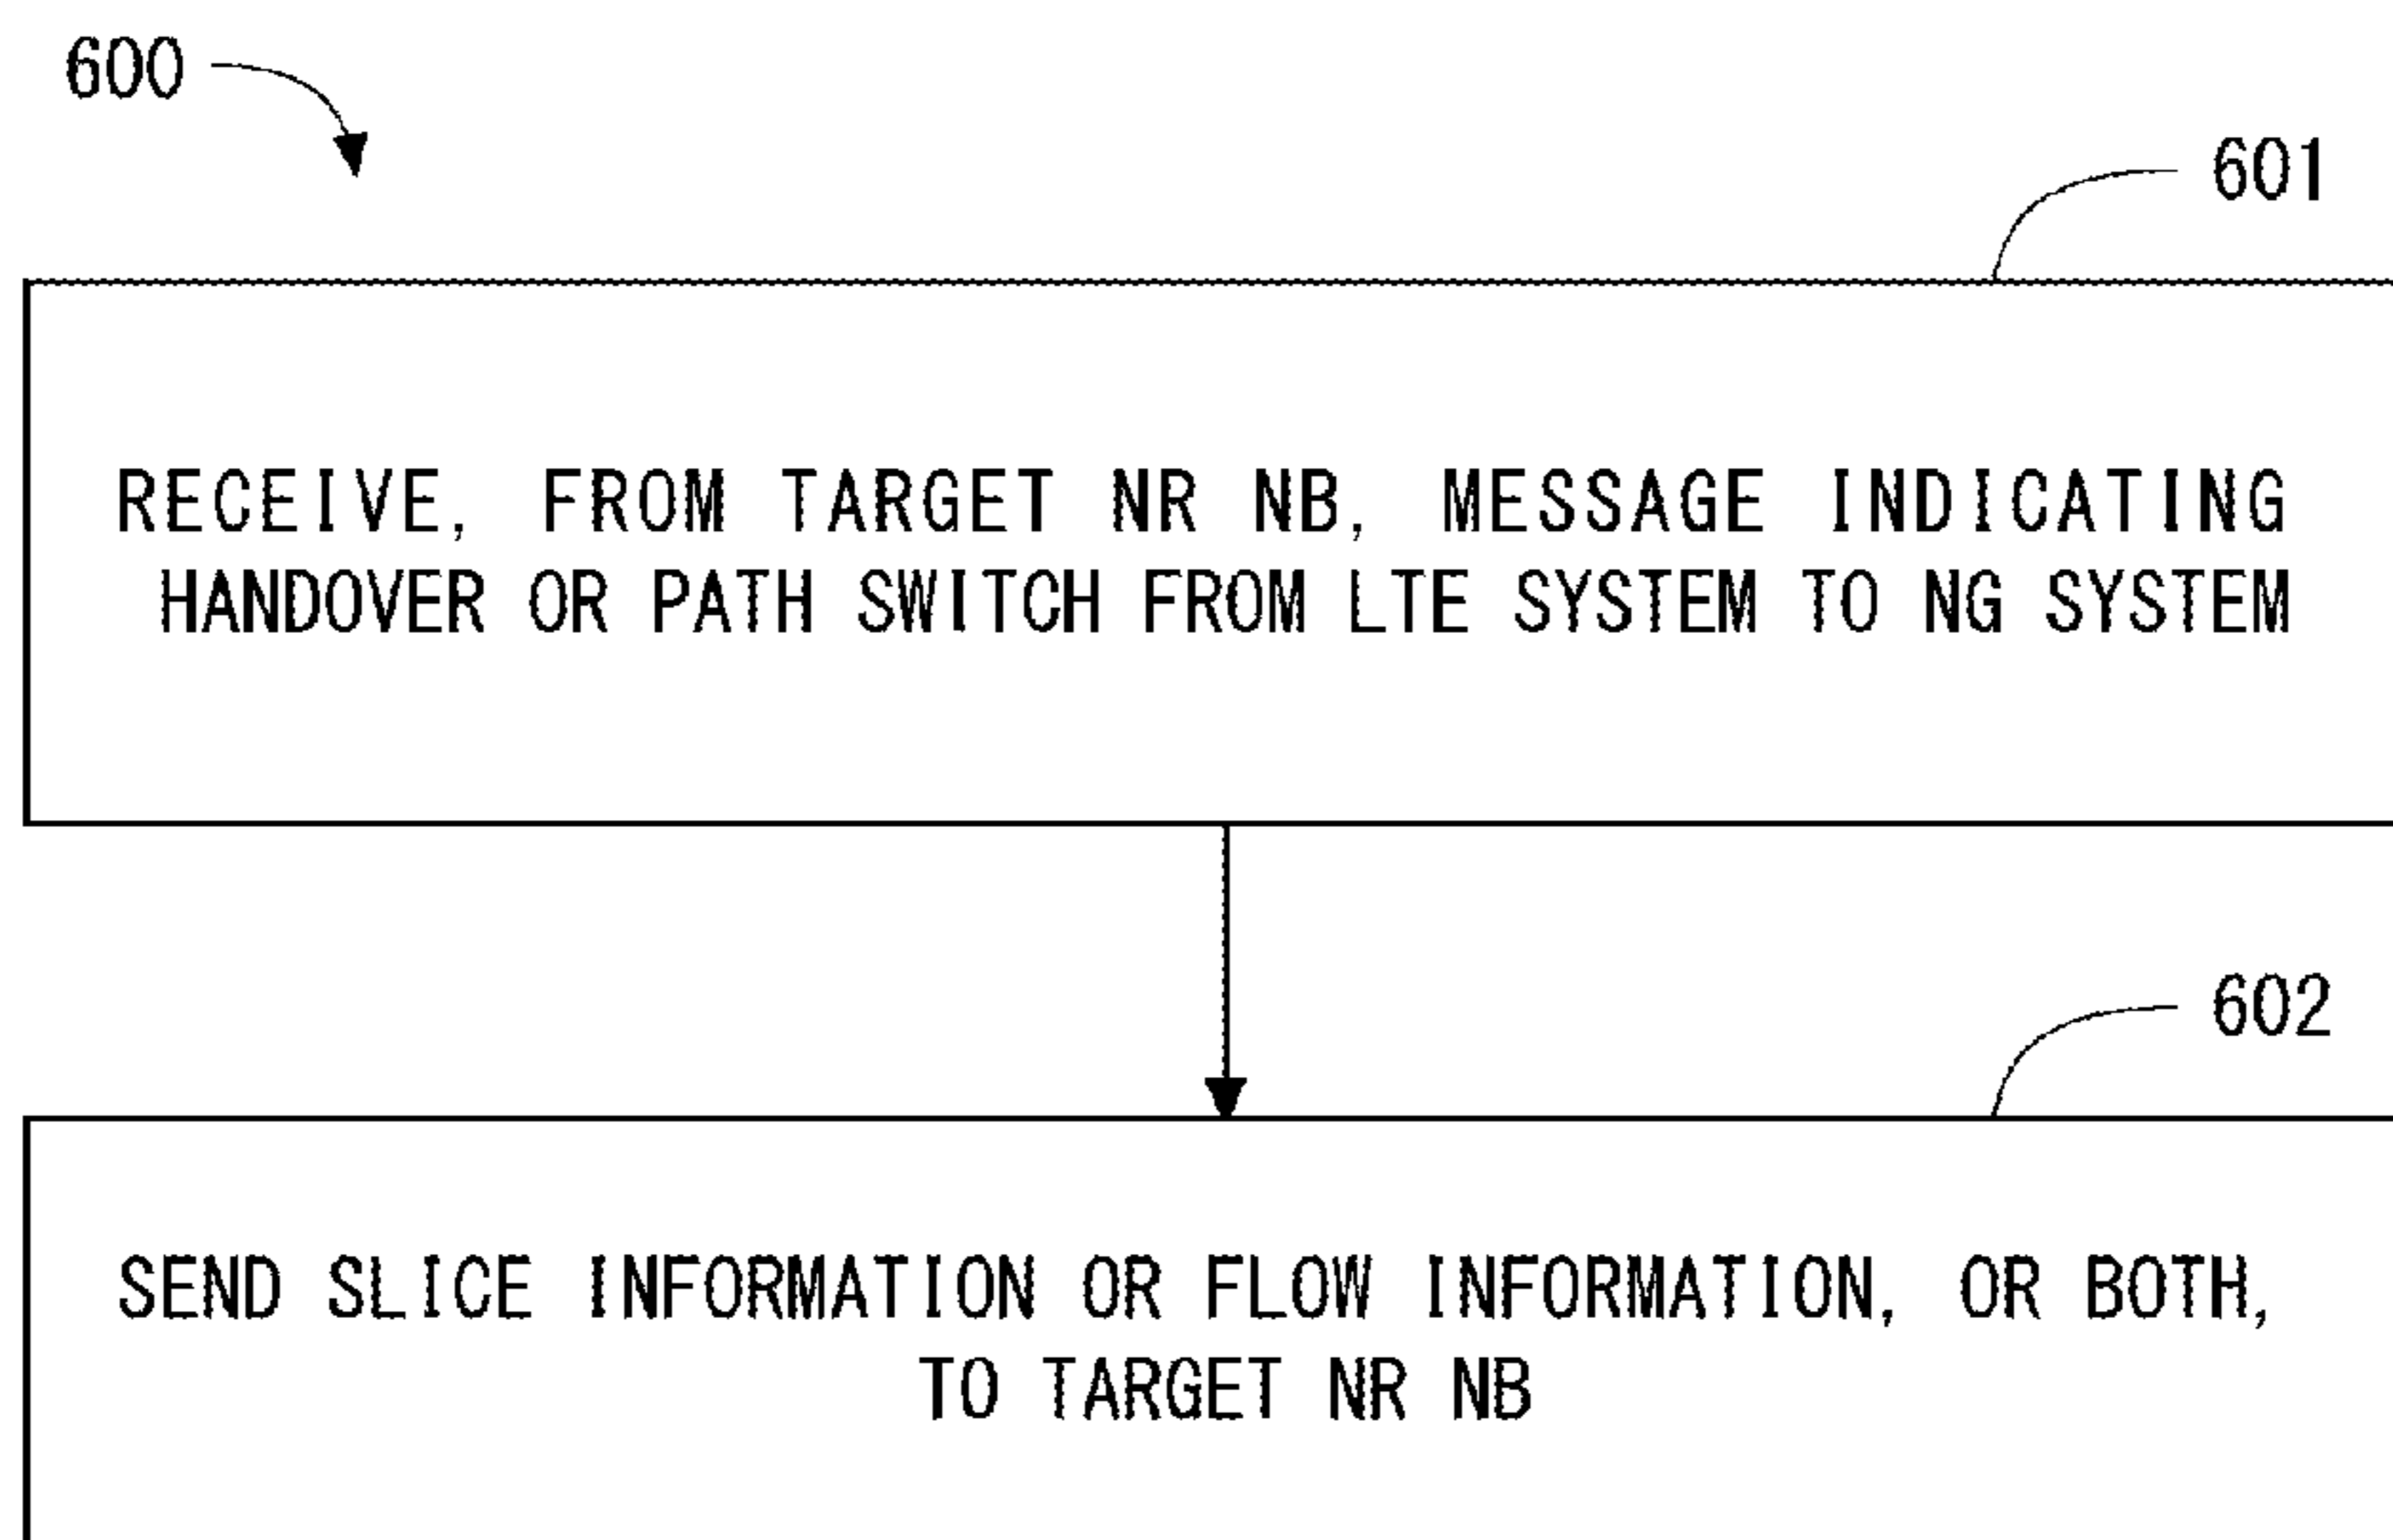 600
601
RECEIVE, FROM TARGET NR NB, MESSAGE INDICATING
HANDOVER OR PATH SWITCH FROM LTE SYSTEM TO NG SYSTEM
602
SEND SLICE INFORMATION OR FLOW INFORMATION, OR BOTH,
TO TARGET NR NB